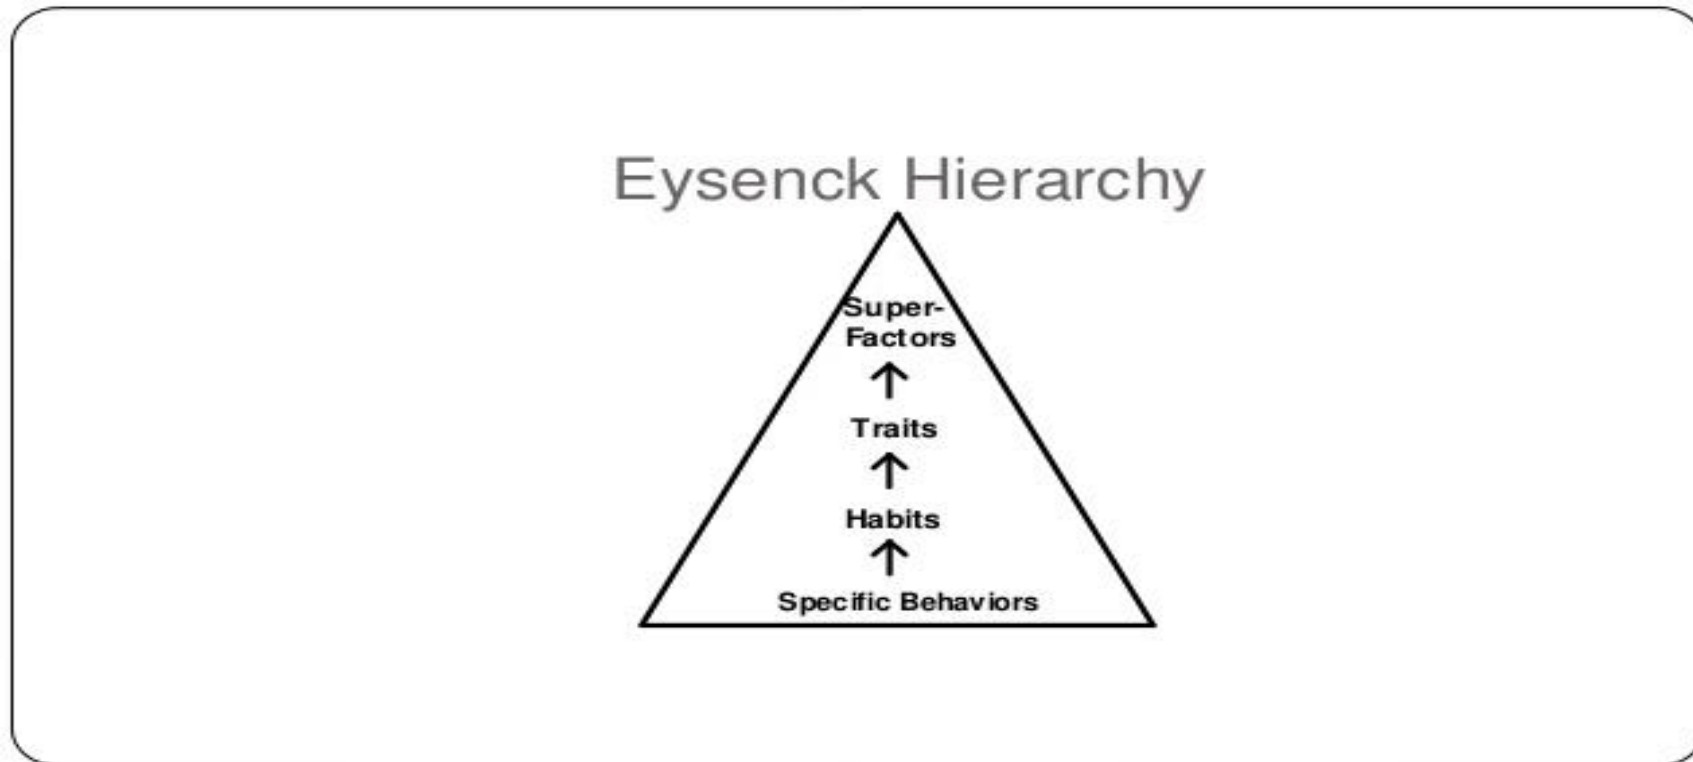 Eysenck Hierarchy
Super-
Factors
Traits
Habits
Specific Behaviors